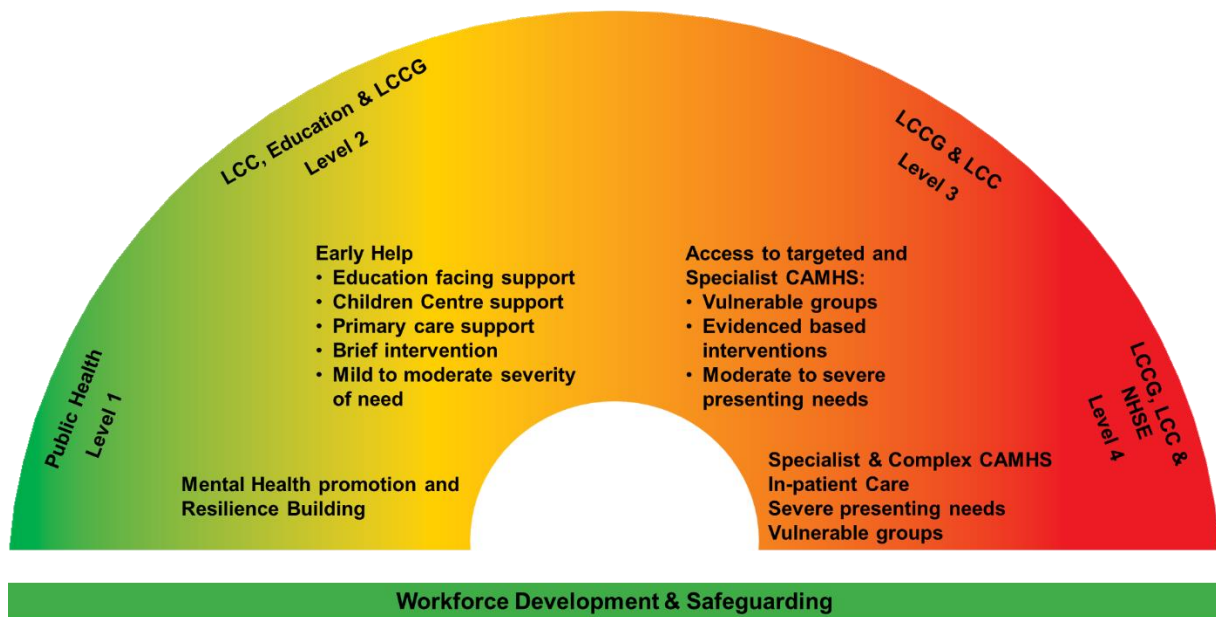 Public Health
Level 1
Mental Health promotion and
Resilience Building
LCC, Education & LCCG
Level 2
Early Help
• Education facing support
• Children Centre support
• Primary care support
• Brief intervention
• Mild to moderate severity
of need
LCCG & LCC
Level 3
Access to targeted and
Specialist CAMHS:
• Vulnerable groups
• Evidenced based
interventions
• Moderate to severe
presenting needs
LCCG, LCC &
NHSE
Level 4
Specialist & Complex CAMHS
In-patient Care
Severe presenting needs
Vulnerable groups
Workforce Development & Safeguarding